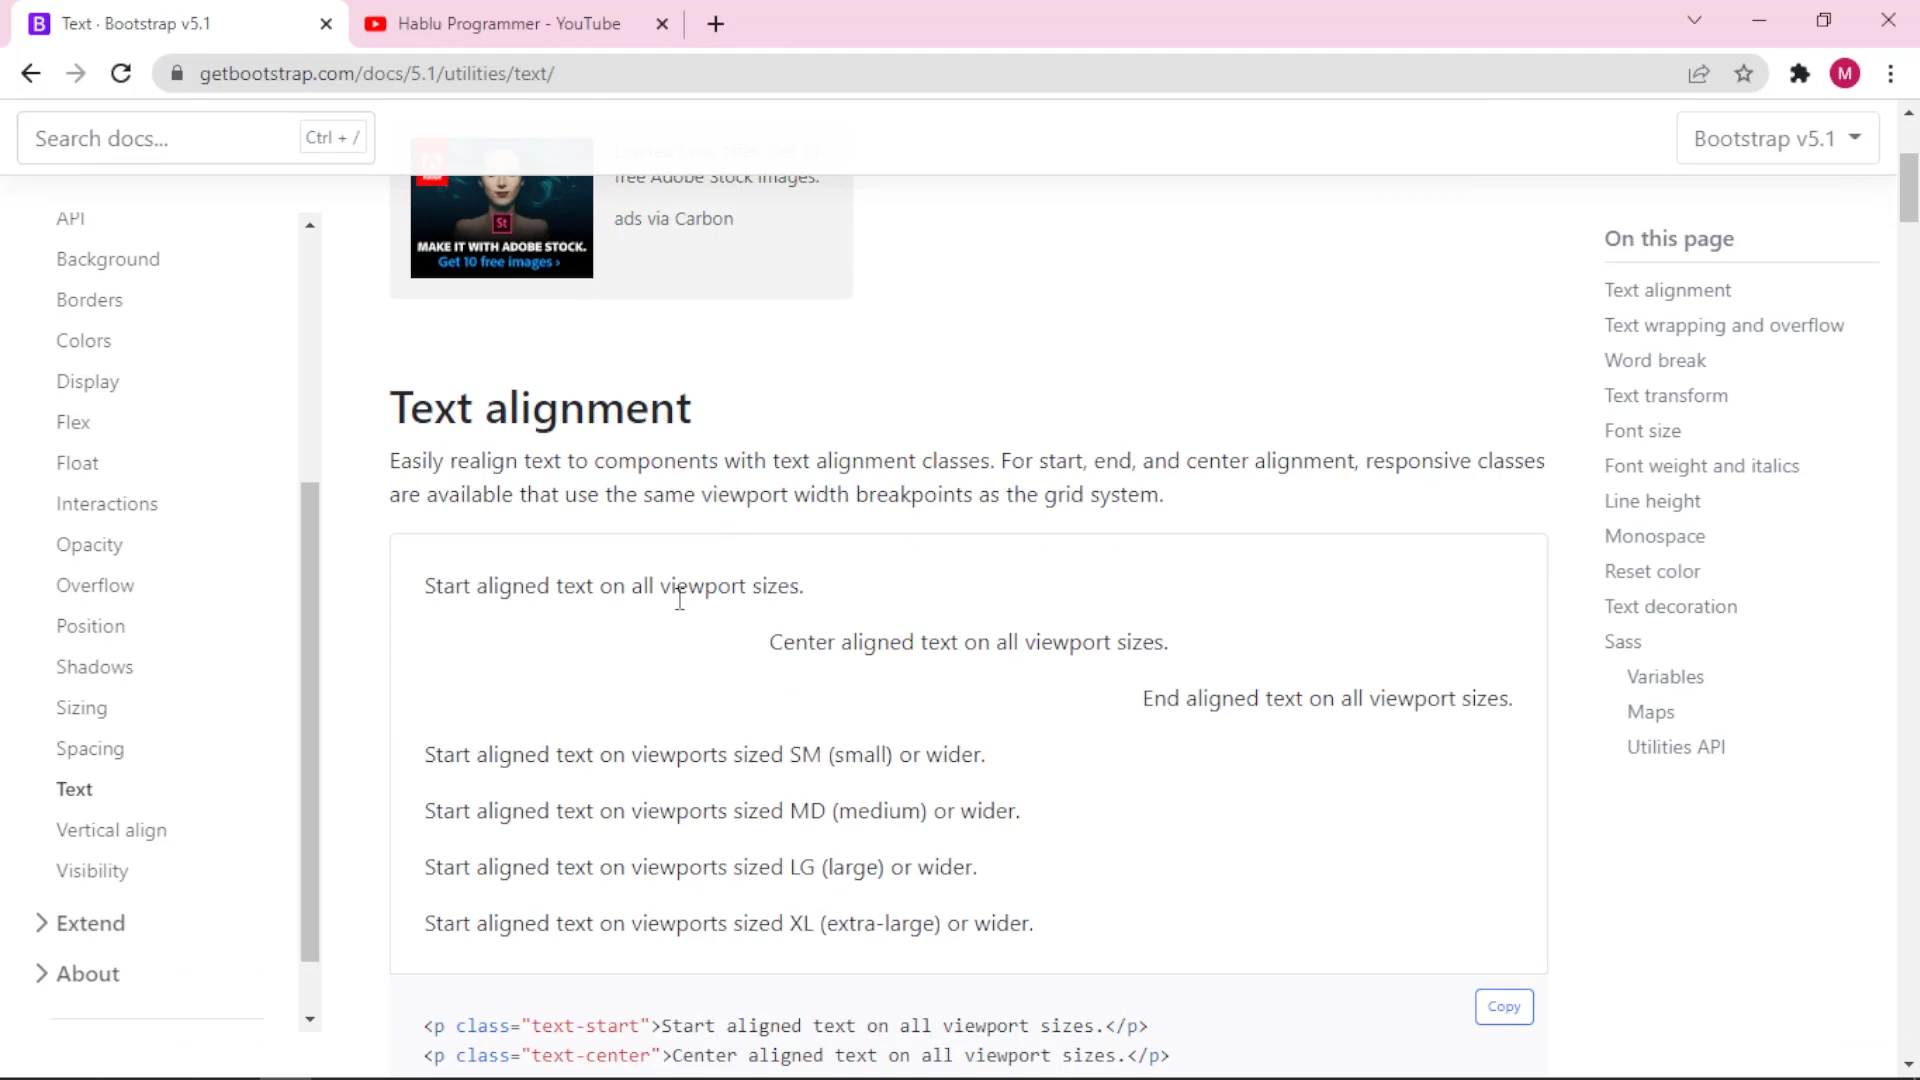 Text · Bootstrap v5.1
Hablu Programmer - YouTube
getbootstrap.com/docs/5.1/utilities/text/
M
Search docs...
Ctrl + /
Bootstrap v5.1
free Adobe Stock images.
ads via Carbon
St
MAKE IT WITH ADOBE STOCK.
Get 10 free images ›
API
Background
Borders
Colors
Display
Flex
Float
Interactions
Opacity
Overflow
Position
Shadows
Sizing
Spacing
Text
Vertical align
Visibility
Extend
About
Text alignment
Easily realign text to components with text alignment classes. For start, end, and center alignment, responsive classes
are available that use the same viewport width breakpoints as the grid system.
Start aligned text on all viewport sizes.
Center aligned text on all viewport sizes.
End aligned text on all viewport sizes.
Start aligned text on viewports sized SM (small) or wider.
Start aligned text on viewports sized MD (medium) or wider.
Start aligned text on viewports sized LG (large) or wider.
Start aligned text on viewports sized XL (extra-large) or wider.
Copy
<p class="text-start">Start aligned text on all viewport sizes.</p>
<p class="text-center">Center aligned text on all viewport sizes.</p>
On this page
Text alignment
Text wrapping and overflow
Word break
Text transform
Font size
Font weight and italics
Line height
Monospace
Reset color
Text decoration
Sass
Variables
Maps
Utilities API